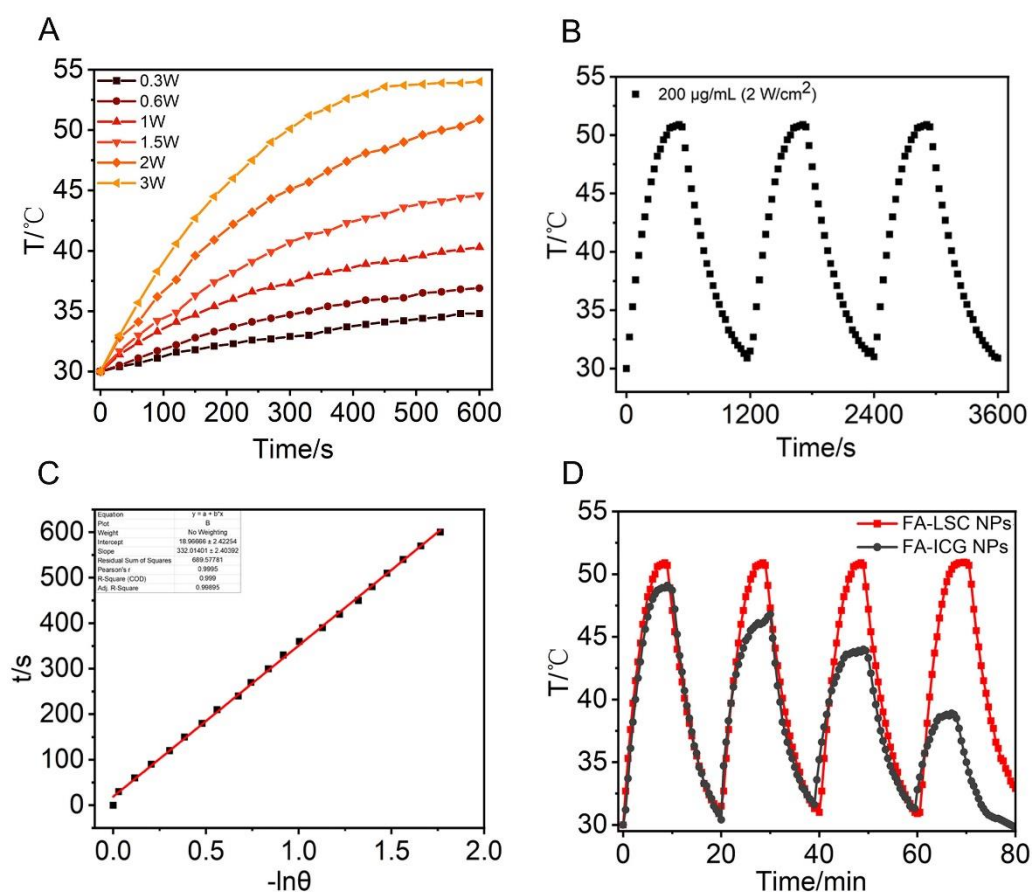 A
T/℃
55
50
45
40
35
30
0.3W
0.6W
1W
1.5W
2W
3W
0 100 200 300 400 500 600
Time/s
B
T/℃
55
50
45
40
35
30
200 μg/mL (2 W/cm²)
0 1200 2400 3600
Time/s
C
t/s
600
500
400
300
200
100
0
Equation y = a + b*x
Plot B
Weight No Weighting
Intercept 18.96666 ± 2.42254
Slope 332.01401 ± 2.40392
Residual Sum of Squares 689.57781
Pearson's r 0.9995
R-Square (COD) 0.999
Adj. R-Square 0.99895
-0 0.5 -1.0 -1.5 -2.0
-lnθ
D
T/℃
55
50
45
40
35
30
FA-LSC NPs
FA-ICG NPs
0 20 40 60 80
Time/min